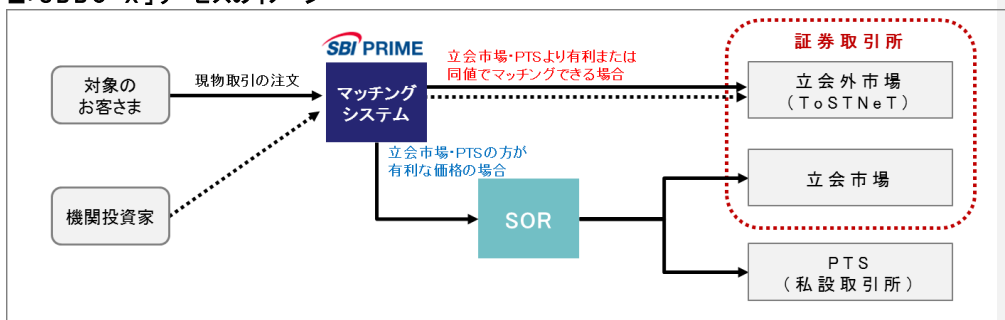 SBI PRIME
証券取引所
対象の
お客さま
現物取引の注文
マッチング
システム
立会市場・PTSより有利または
同値でマッチングできる場合
立会外市場
（ToSTNeT）
立会市場・PTSの方が
有利な価格の場合
立会市場
機関投資家
SOR
PTS
（私設取引所）